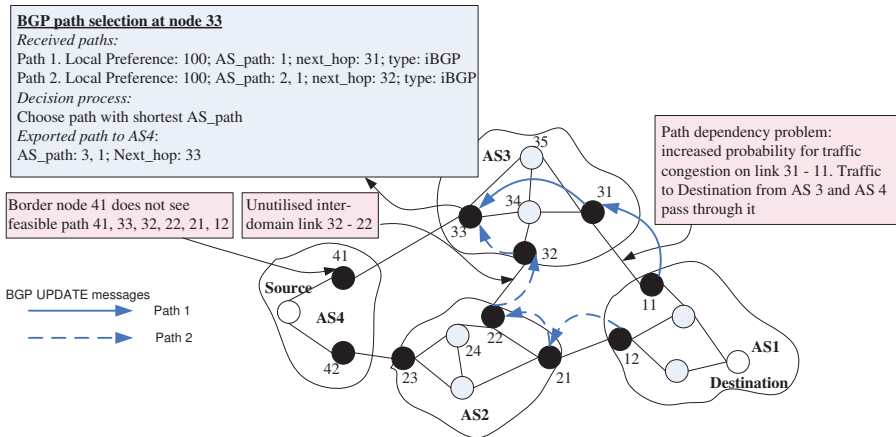 BGP path selection at node 33
Received paths:
Path 1. Local Preference: 100; AS_path: 1; next_hop: 31; type: iBGP
Path 2. Local Preference: 100; AS_path: 2, 1; next_hop: 32; type: iBGP
Decision process:
Choose path with shortest AS_path
Exported path to AS4:
AS_path: 3, 1; Next_hop: 33
Path dependency problem:
increased probability for traffic
congestion on link 31 - 11. Traffic
to Destination from AS 3 and AS 4
pass through it
Border node 41 does not see
feasible path 41, 33, 32, 22, 21, 12
Unutilised inter-
domain link 32 - 22
35
AS3
31
34
33
32
41
Source
AS4
42
BGP UPDATE messages
Path 1
Path 2
11
22
24
12
23
21
AS2
AS1
Destination